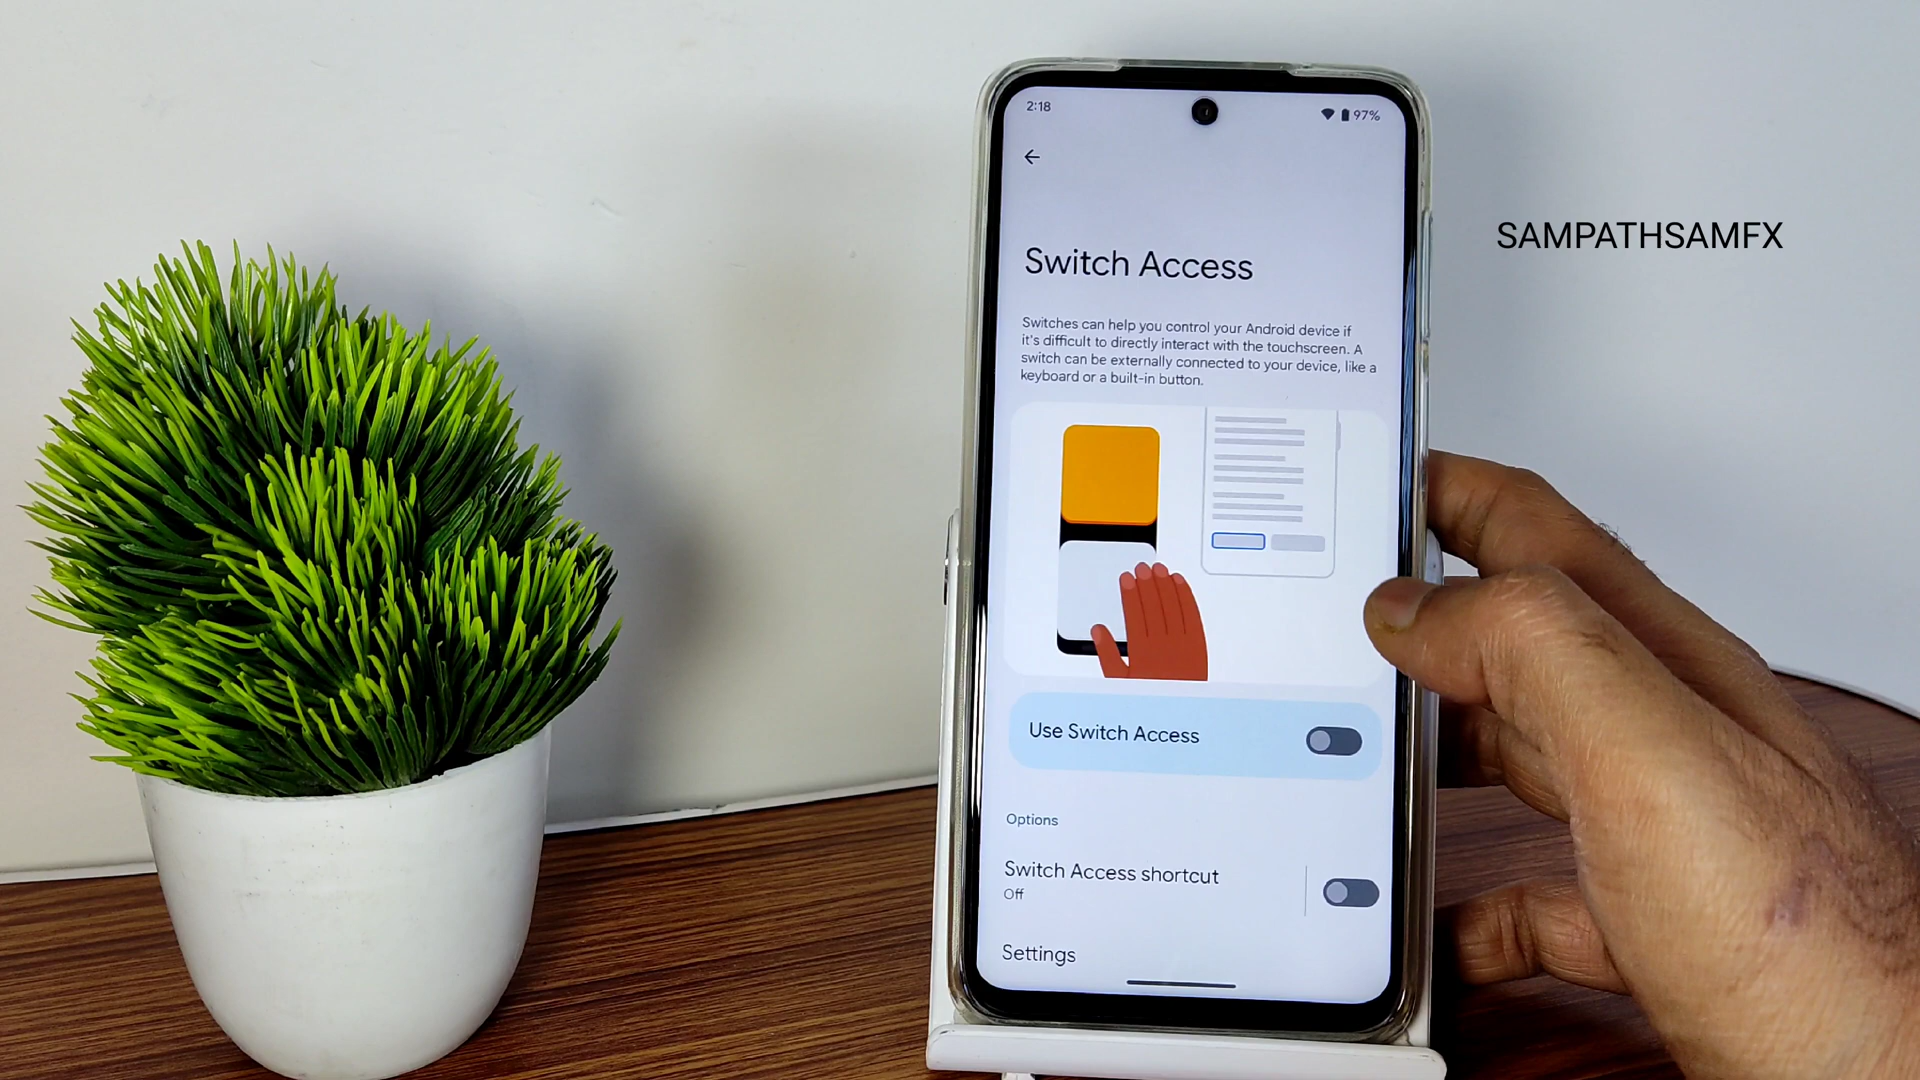 2:18
97%
SAMPATHSAMFX
Switch Access
Switches can help you control your Android device if
it's difficult to directly interact with the touchscreen. A
switch can be externally connected to your device, like a
keyboard or a built-in button.
Use Switch Access
Options
Switch Access shortcut
Off
Settings